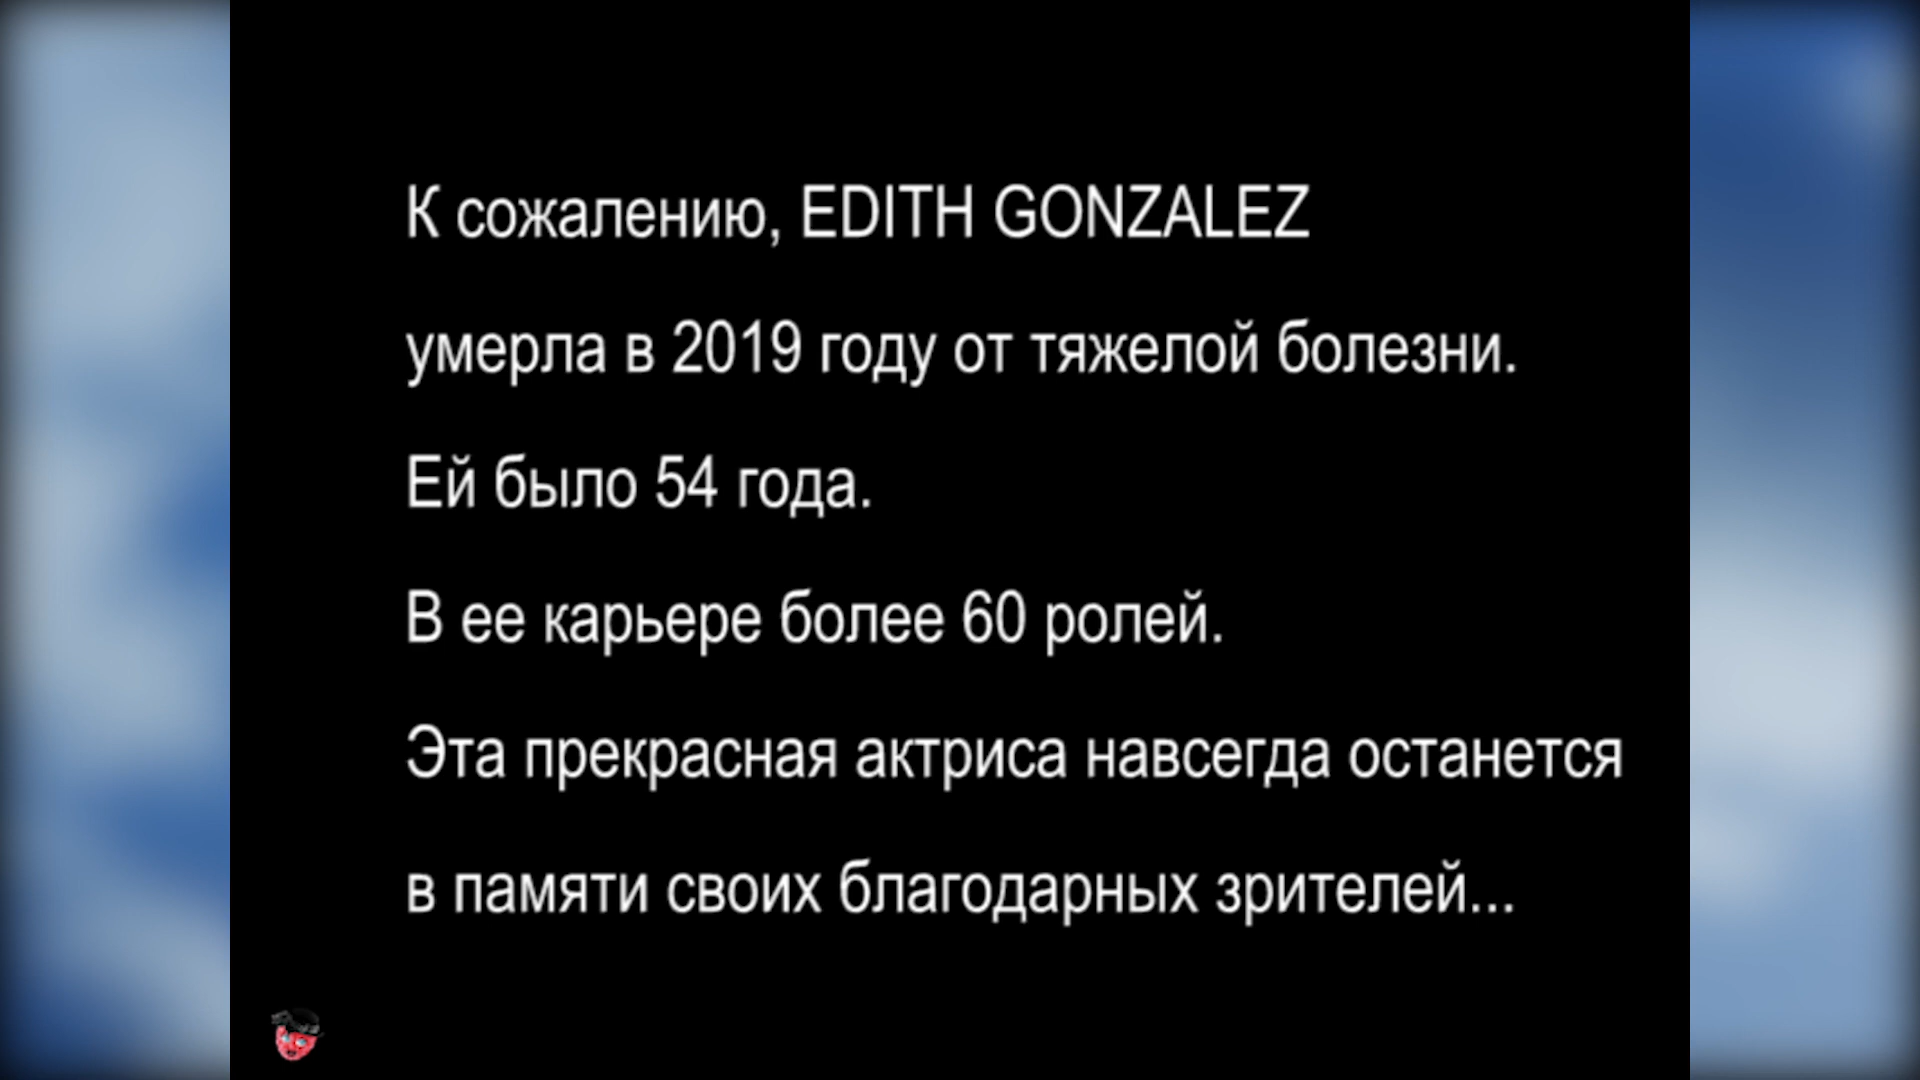 К сожалению, EDITH GONZALEZ
умерла в 2019 году от тяжелой болезни.
Ей было 54 года.
В ее карьере более 60 ролей.
Эта прекрасная актриса навсегда останется
в памяти своих благодарных зрителей...